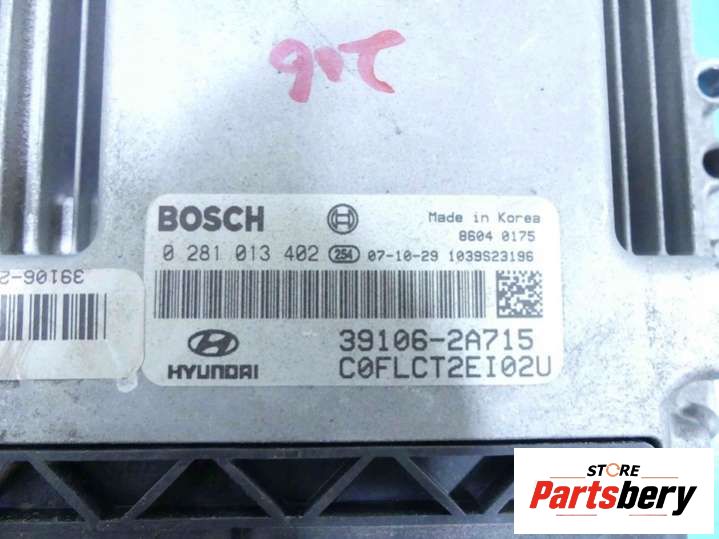 BOSCH
Made in Korea
8604 0175
0 281 013 402 254 07-10-29 1039S23196
39106-2
39106-2A715
HYUNDAI
C0FLCT2EI02U
STORE
Partsbery